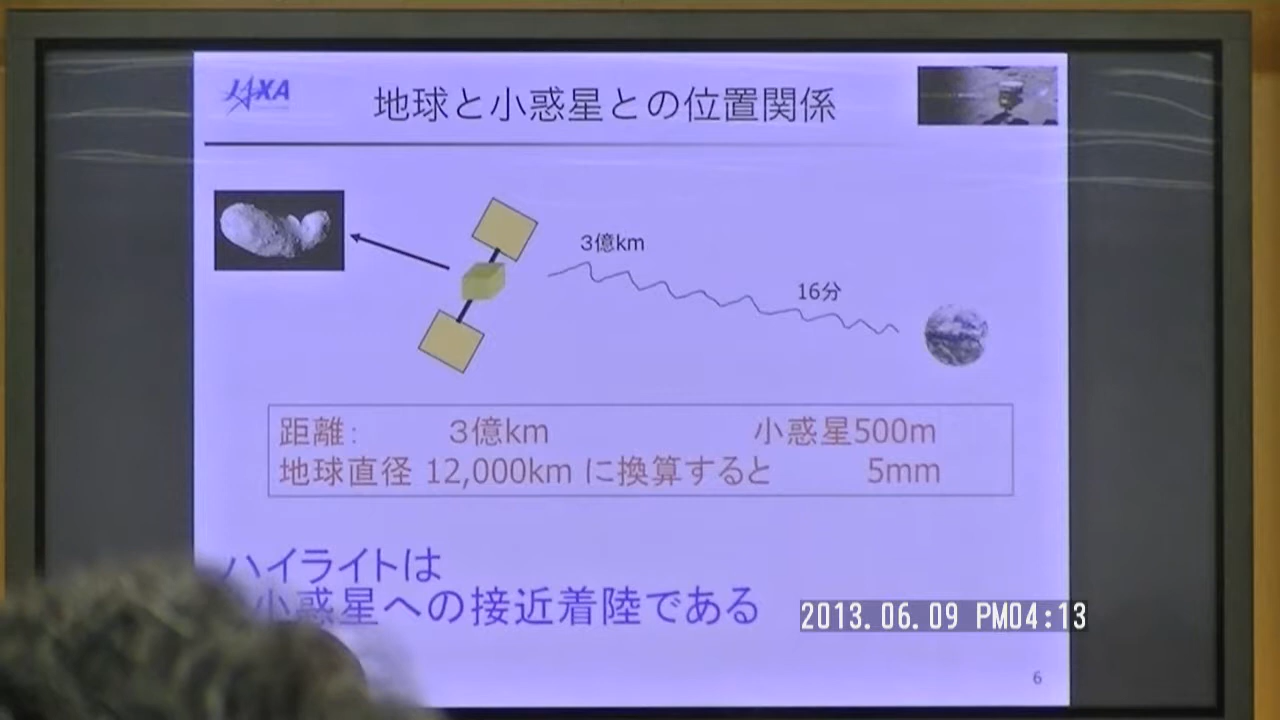 JAXA
地球と小惑星との位置関係
3億km
16分
距離: 3億km 小惑星500m
地球直径 12,000km に換算すると 5mm
ハイライトは
小惑星への接近着陸である
2013.06.09 PM04:13
6